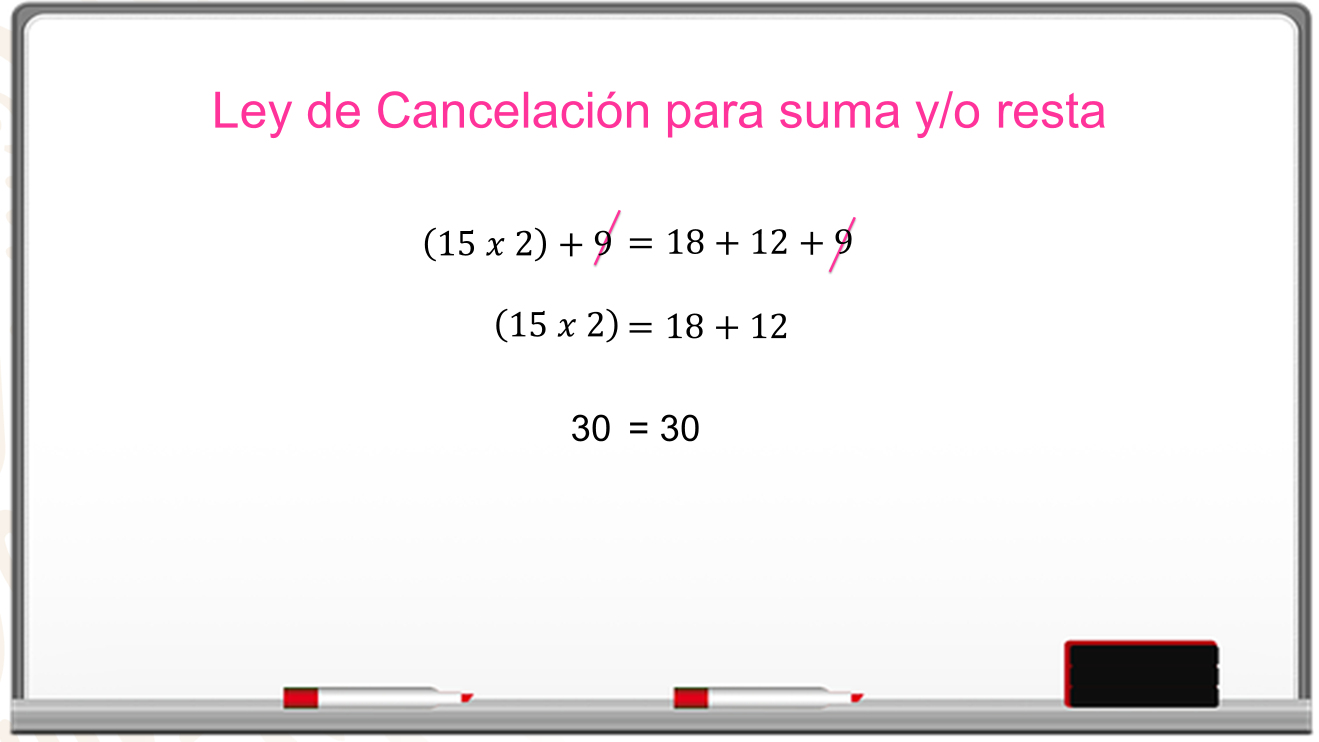 Ley de Cancelación para suma y/o resta
(15 x 2) + 9 = 18 + 12 + 9
(15 x 2) = 18 + 12
30 = 30